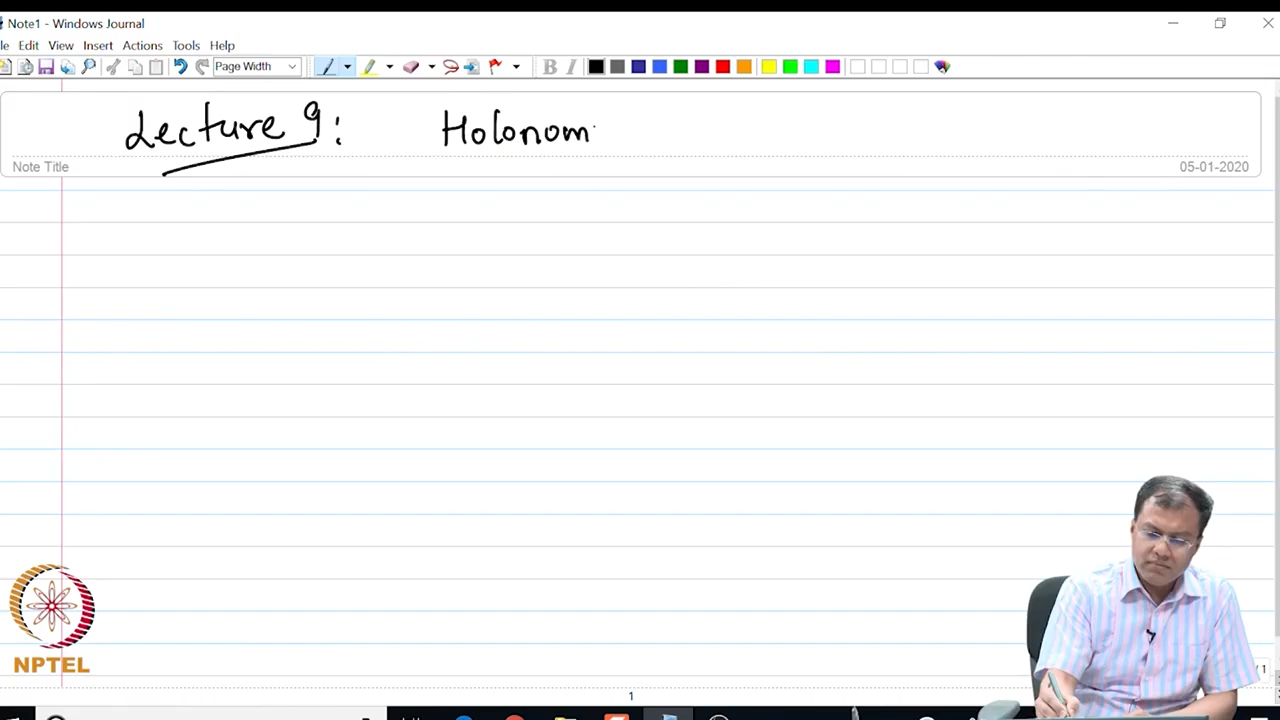 Note1 - Windows Journal
le Edit View Insert Actions Tools Help
Page Width B I
Lecture 9: Holonom
Note Title 05-01-2020
NPTEL
/ 1
1